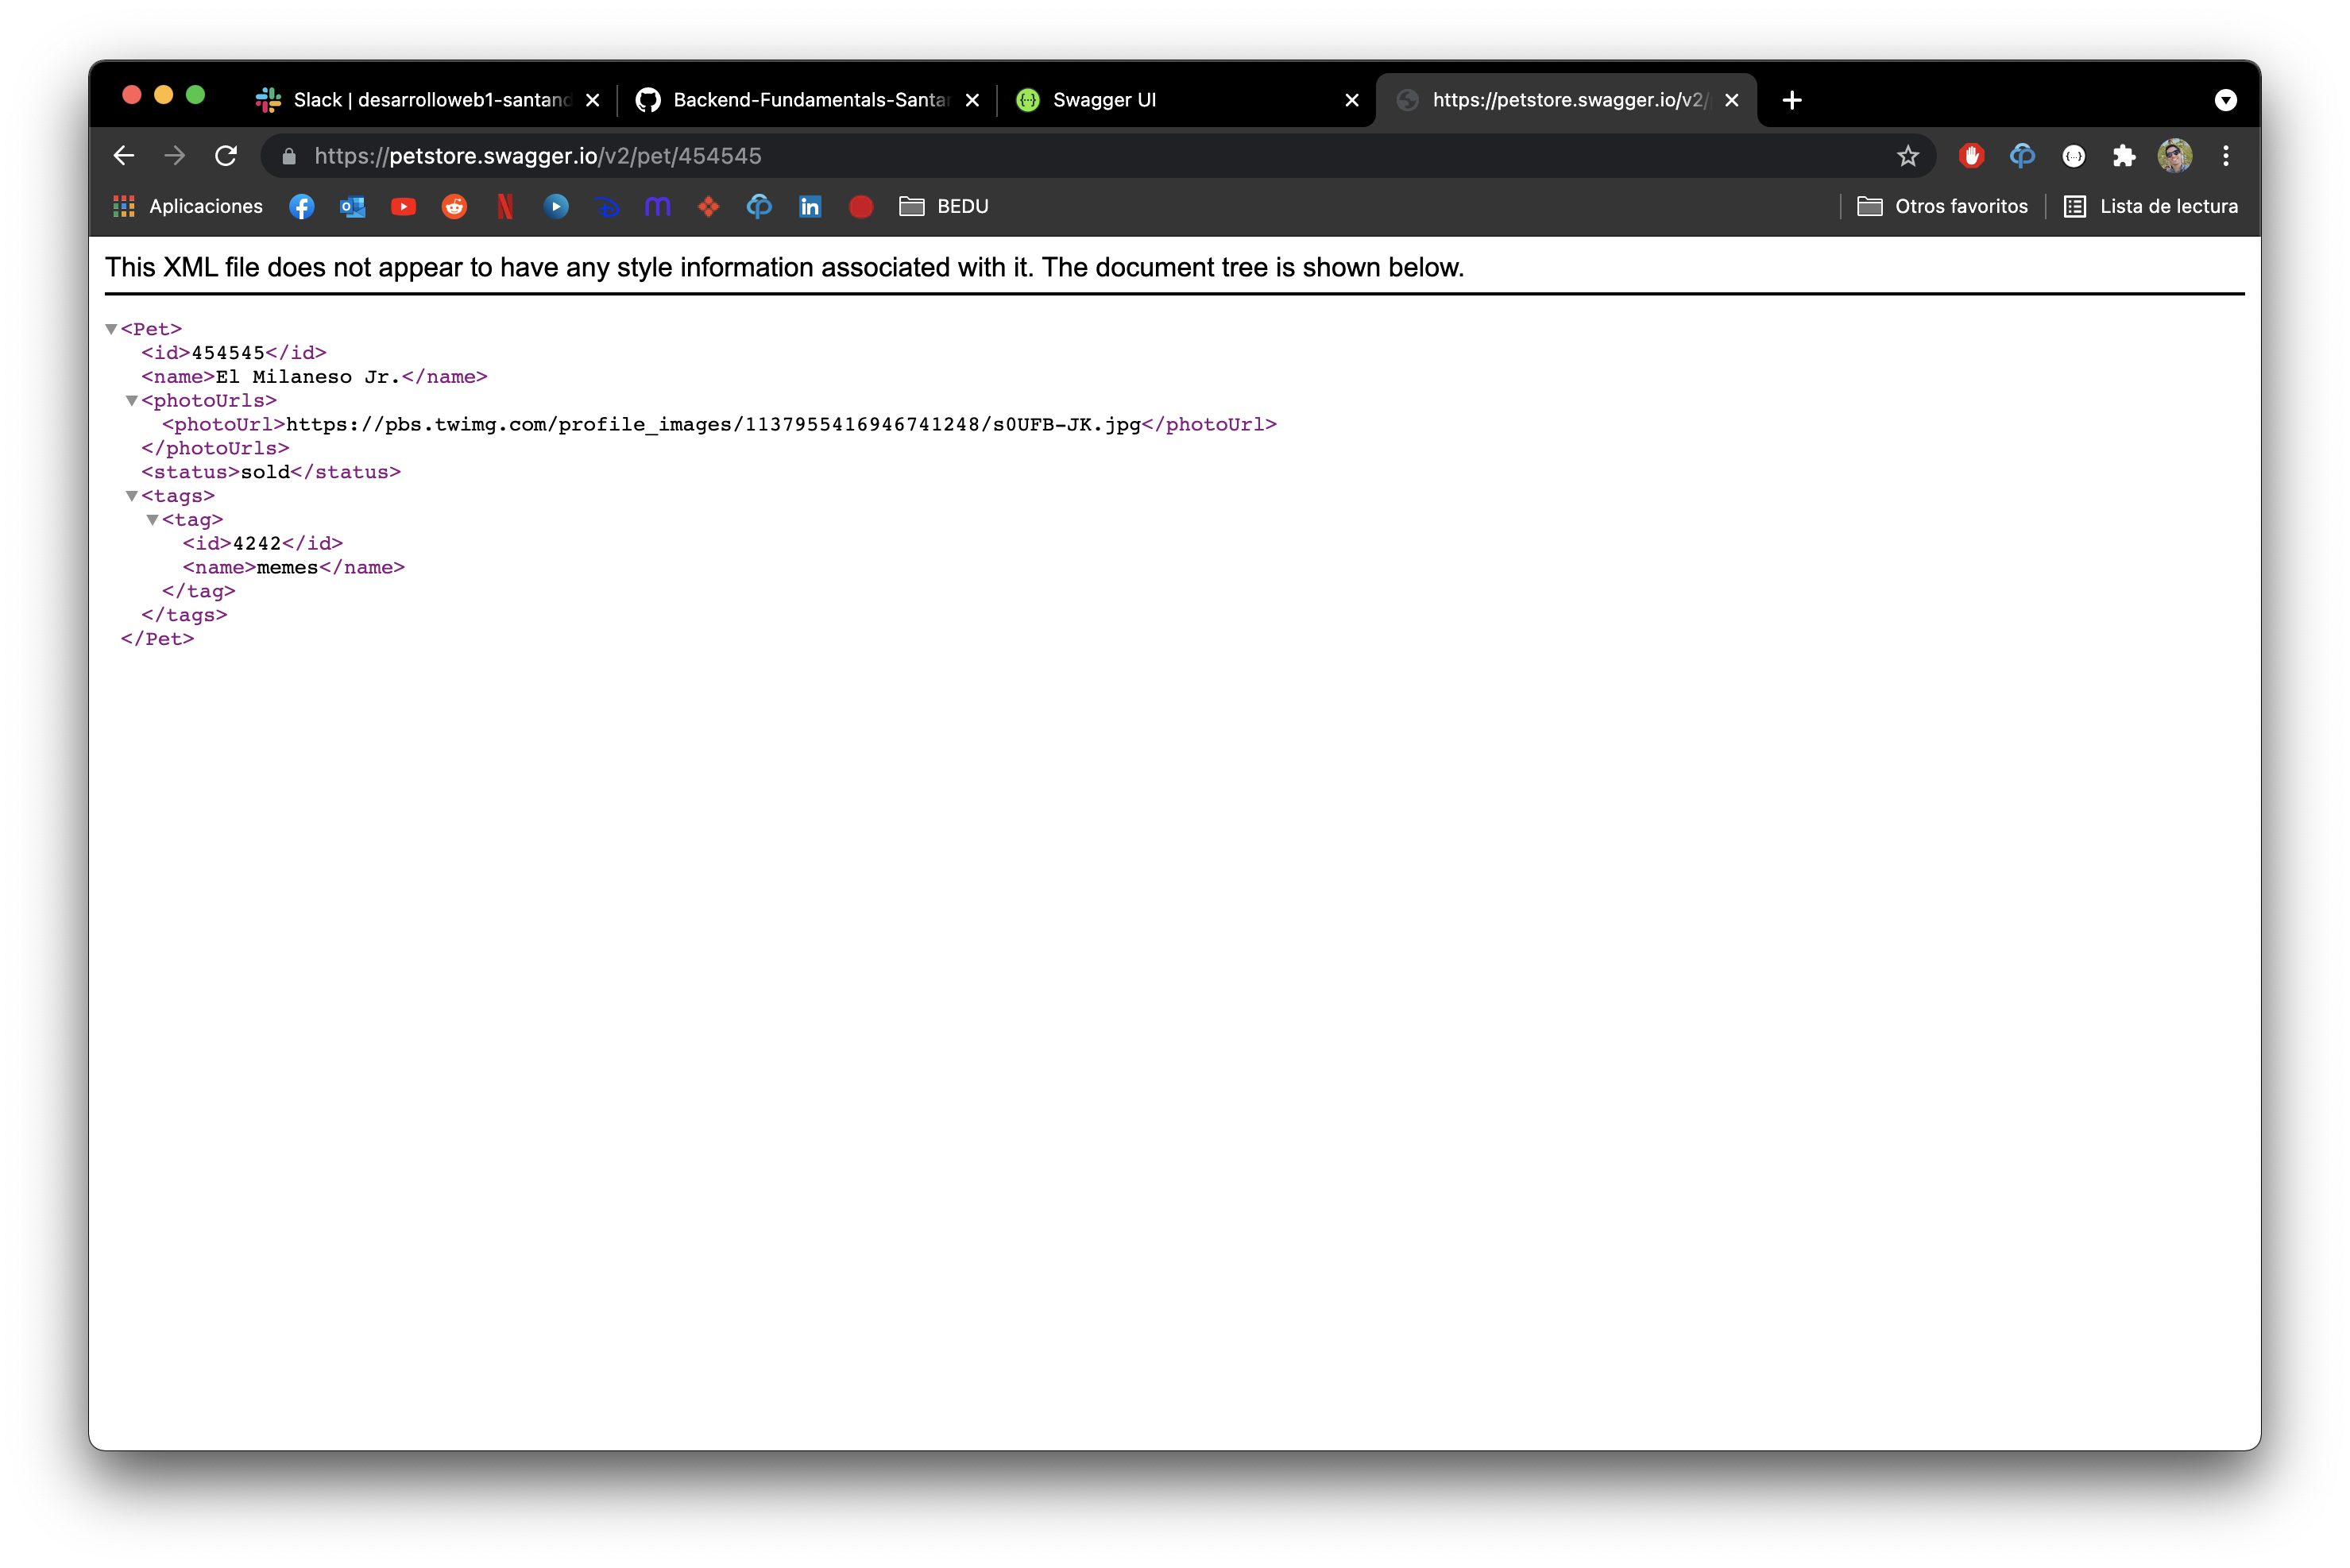 Slack | desarrolloweb1-santand
Backend-Fundamentals-Santar
Swagger UI
https://petstore.swagger.io/v2/
https://petstore.swagger.io/v2/pet/454545
Aplicaciones
BEDU
Otros favoritos
Lista de lectura
This XML file does not appear to have any style information associated with it. The document tree is shown below.
<Pet>
<id>454545</id>
<name>El Milaneso Jr.</name>
<photoUrls>
<photoUrl>https://pbs.twimg.com/profile_images/1137955416946741248/s0UFB-JK.jpg</photoUrl>
</photoUrls>
<status>sold</status>
<tags>
<tag>
<id>4242</id>
<name>memes</name>
</tag>
</tags>
</Pet>